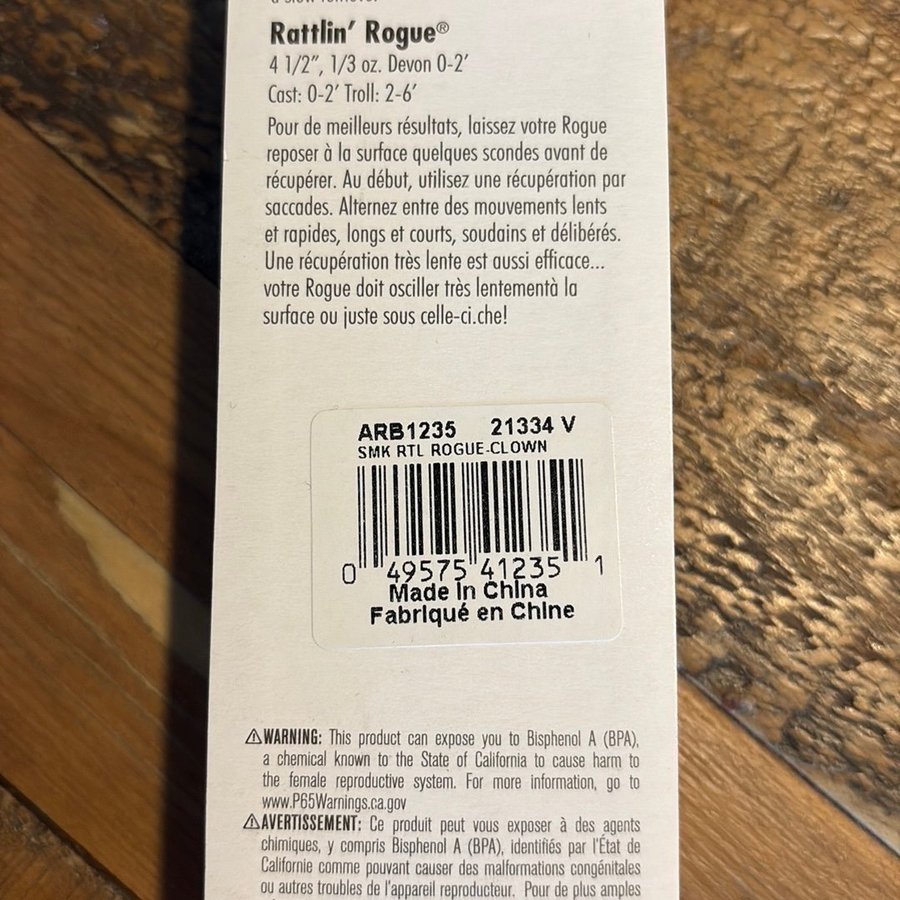 Rattlin' Rogue®
4 1/2", 1/3 oz. Devon 0-2'
Cast: 0-2' Troll: 2-6'
Pour de meilleurs résultats, laissez votre Rogue
reposer à la surface quelques scondes avant de
récupérer. Au début, utilisez une récupération par
saccades. Alternez entre des mouvements lents
et rapides, longs et courts, soudains et délibérés.
Une récupération très lente est aussi efficace...
votre Rogue doit osciller très lentementà la
surface ou juste sous celle-ci.che!
ARB1235 21334 V
SMK RTL ROGUE-CLOWN
0 49575 41235 1
Made in China
Fabriqué en Chine
⚠WARNING: This product can expose you to Bisphenol A (BPA),
a chemical known to the State of California to cause harm to
the female reproductive system. For more information, go to
www.P65Warnings.ca.gov
⚠AVERTISSEMENT: Ce produit peut vous exposer à des agents
chimiques, y compris Bisphenol A (BPA), identifiés par l'État de
Californie comme pouvant causer des malformations congénitales
ou autres troubles de l'appareil reproducteur. Pour de plus amples